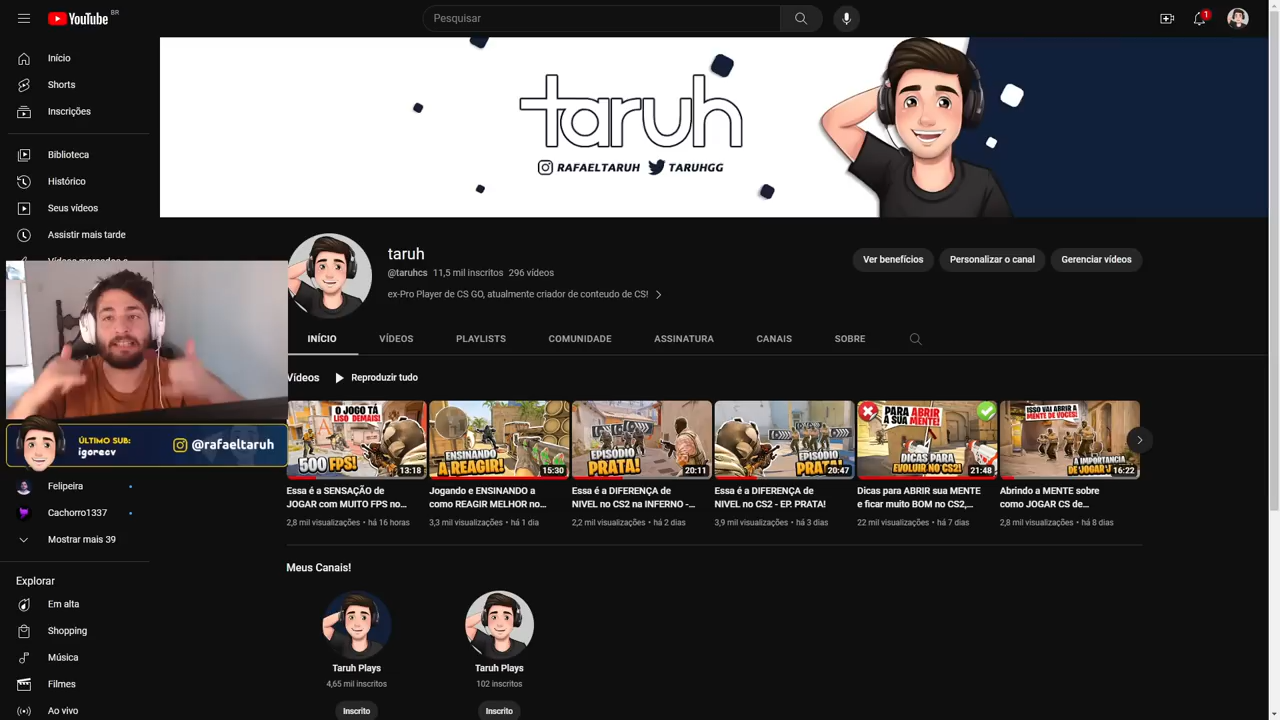 YouTube BR
Pesquisar
1
Início
Shorts
Inscrições
Biblioteca
Histórico
Seus vídeos
Assistir mais tarde
taruh
RAFAELTARUH TARUHGG
taruh
@taruhcs 11,5 mil inscritos 296 vídeos
ex-Pro Player de CS GO, atualmente criador de conteudo de CS!
Ver benefícios
Personalizar o canal
Gerenciar vídeos
INÍCIO VÍDEOS PLAYLISTS COMUNIDADE ASSINATURA CANAIS SOBRE
Vídeos
Reproduzir tudo
O JOGO TÁ
LISO DEMAIS!
500 FPS!
13:18
ENSINANDO
A REAGIR!
15:30
EPISÓDIO
PRATA!
20:11
EPISÓDIO
PRATA!
20:47
PARA ABRIR
A SUA MENTE!
DICAS PARA
EVOLUIR NO CS2!
21:48
ISSO VAI ABRIR A
MENTE DE VOCÊS!
A IMPORTÂNCIA
16:22
Essa é a SENSAÇÃO de
JOGAR com MUITO FPS no...
2,8 mil visualizações • há 16 horas
Jogando e ENSINANDO a
como REAGIR MELHOR no...
3,3 mil visualizações • há 1 dia
Essa é a DIFERENÇA de
NIVEL no CS2 na INFERNO -...
2,2 mil visualizações • há 2 dias
Essa é a DIFERENÇA de
NIVEL no CS2 - EP. PRATA!
3,9 mil visualizações • há 3 dias
Dicas para ABRIR sua MENTE
e ficar muito BOM no CS2,...
22 mil visualizações • há 7 dias
Abrindo a MENTE sobre
como JOGAR CS de...
2,8 mil visualizações • há 8 dias
ÚLTIMO SUB:
igorecv
@rafaeltaruh
Felipeira
Cachorro1337
Mostrar mais 39
Explorar
Em alta
Shopping
Música
Filmes
Ao vivo
Meus Canais!
Taruh Plays
4,65 mil inscritos
Inscrito
Taruh Plays
102 inscritos
Inscrito